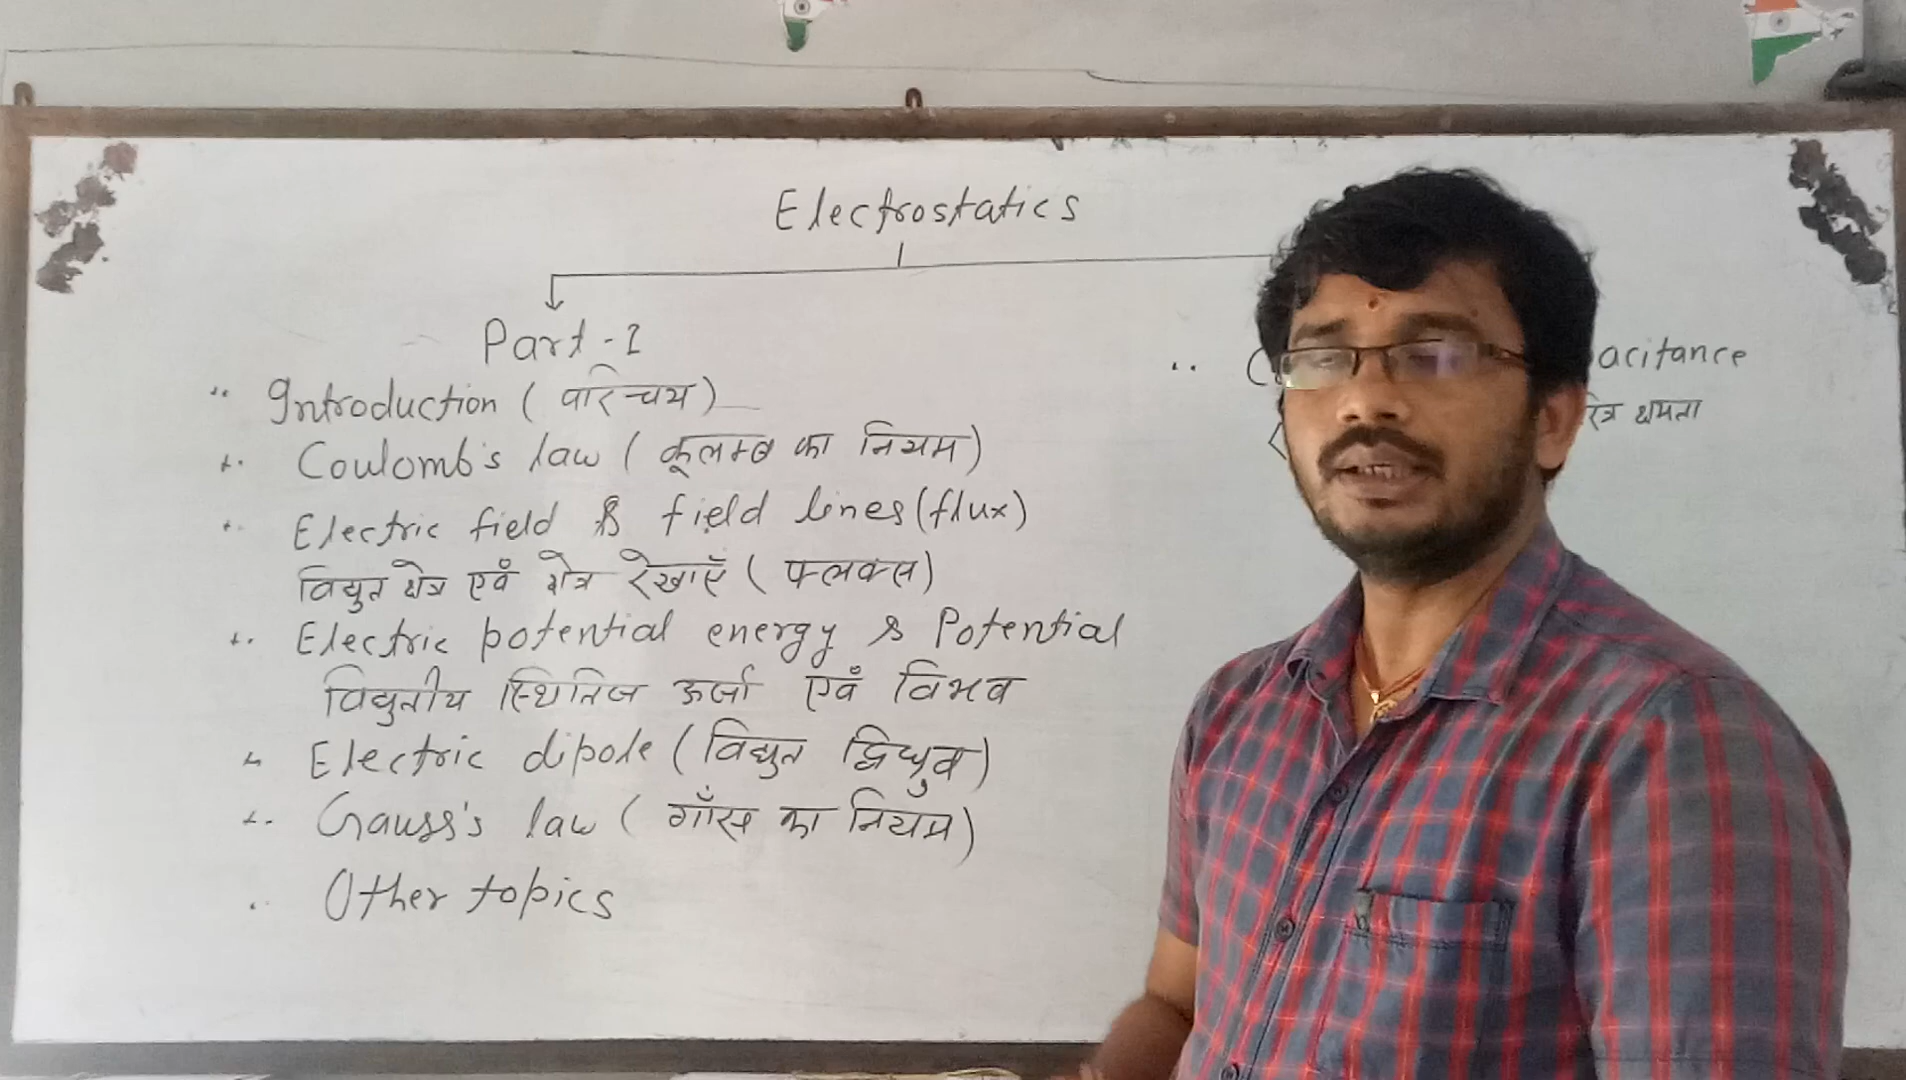 Electrostatics
Part-1
Introduction (परिचय)
Coulomb's law (कूलम्ब का नियम)
Electric field & field lines (flux)
विद्युत क्षेत्र एवँ क्षेत्र रेखाएँ (फ्लक्स)
Electric potential energy & Potential
विद्युतीय स्थितिज ऊर्जा एवँ विभव
Electric dipole (विद्युत द्विध्रुव)
Gauss's law (गाँस का नियम)
Other topics
acitance
क्षमता